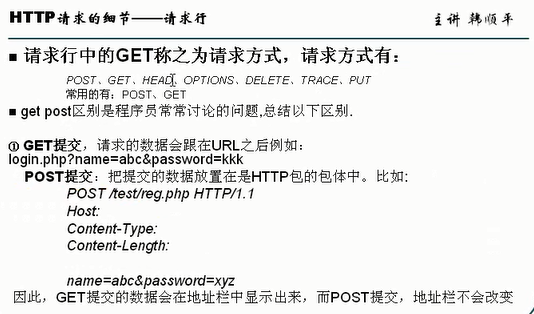 HTTP请求的细节——请求行 主讲 韩顺平
■ 请求行中的GET称之为请求方式，请求方式有：
POST、GET、HEAD、OPTIONS、DELETE、TRACE、PUT
常用的有：POST、GET
■ get post区别是程序员常常讨论的问题,总结以下区别.
① GET提交，请求的数据会跟在URL之后例如：
login.php?name=abc&password=kkk
POST提交：把提交的数据放置在是HTTP包的包体中。比如:
POST /test/reg.php HTTP/1.1
Host:
Content-Type:
Content-Length:
name=abc&password=xyz
因此，GET提交的数据会在地址栏中显示出来，而POST提交，地址栏不会改变